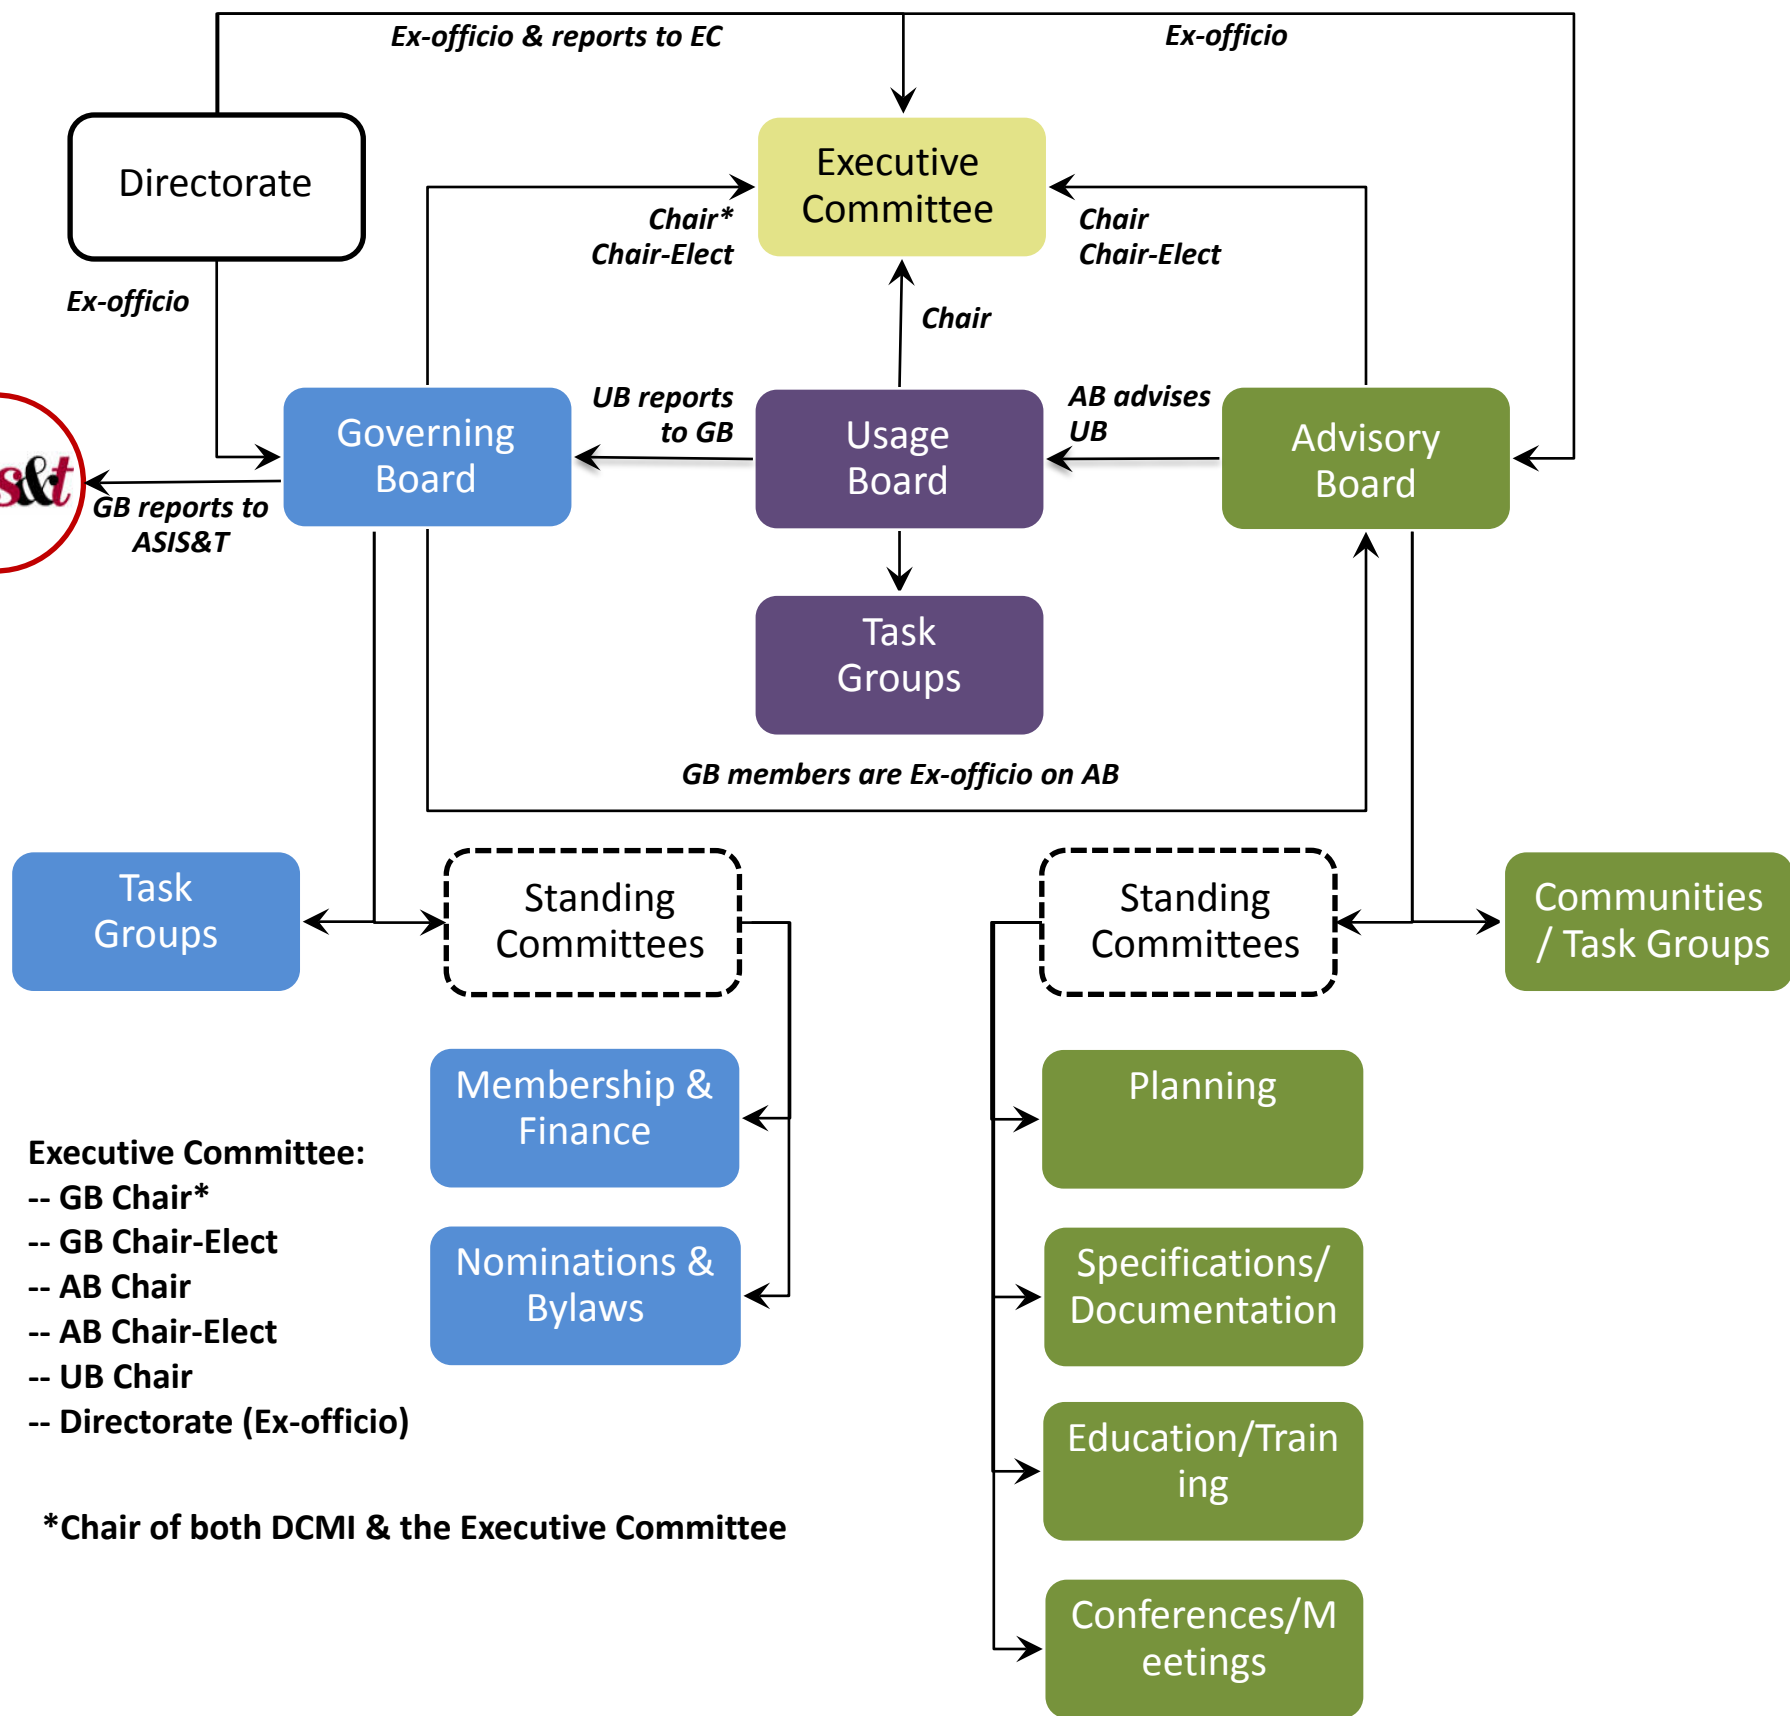 Ex-officio & reports to EC
Ex-officio
Directorate
Executive
Committee
Chair*
Chair-Elect
Chair
Chair-Elect
Ex-officio
Chair
Governing
Board
UB reports
to GB
Usage
Board
AB advises
UB
Advisory
Board
s&t
GB reports to
ASIS&T
Task
Groups
GB members are Ex-officio on AB
Task
Groups
Standing
Committees
Standing
Committees
Communities
/ Task Groups
Membership &
Finance
Nominations &
Bylaws
Planning
Specifications/
Documentation
Education/Train
ing
Conferences/M
eetings
Executive Committee:
-- GB Chair*
-- GB Chair-Elect
-- AB Chair
-- AB Chair-Elect
-- UB Chair
-- Directorate (Ex-officio)
*Chair of both DCMI & the Executive Committee